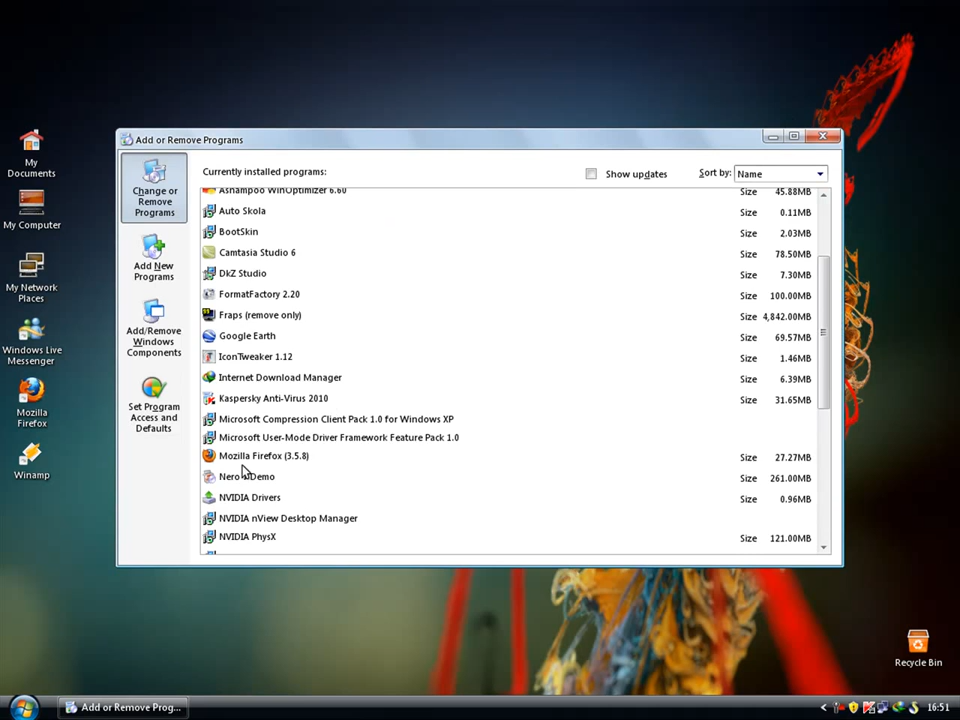 Add or Remove Programs
Change or
Remove
Programs
Add New
Programs
Add/Remove
Windows
Components
Set Program
Access and
Defaults
Currently installed programs:
Show updates
Sort by:
Name
Ashampoo WinOptimizer 6.60
Size 45.88MB
Auto Skola
Size 0.11MB
BootSkin
Size 2.03MB
Camtasia Studio 6
Size 78.50MB
DkZ Studio
Size 7.30MB
FormatFactory 2.20
Size 100.00MB
Fraps (remove only)
Size 4,842.00MB
Google Earth
Size 69.57MB
IconTweaker 1.12
Size 1.46MB
Internet Download Manager
Size 6.39MB
Kaspersky Anti-Virus 2010
Size 31.65MB
Microsoft Compression Client Pack 1.0 for Windows XP
Microsoft User-Mode Driver Framework Feature Pack 1.0
Mozilla Firefox (3.5.8)
Size 27.27MB
Nero Demo
Size 261.00MB
NVIDIA Drivers
Size 0.96MB
NVIDIA nView Desktop Manager
NVIDIA PhysX
Size 121.00MB
My
Documents
My Computer
My Network
Places
Windows Live
Messenger
Mozilla
Firefox
Winamp
Recycle Bin
Add or Remove Prog...
16:51